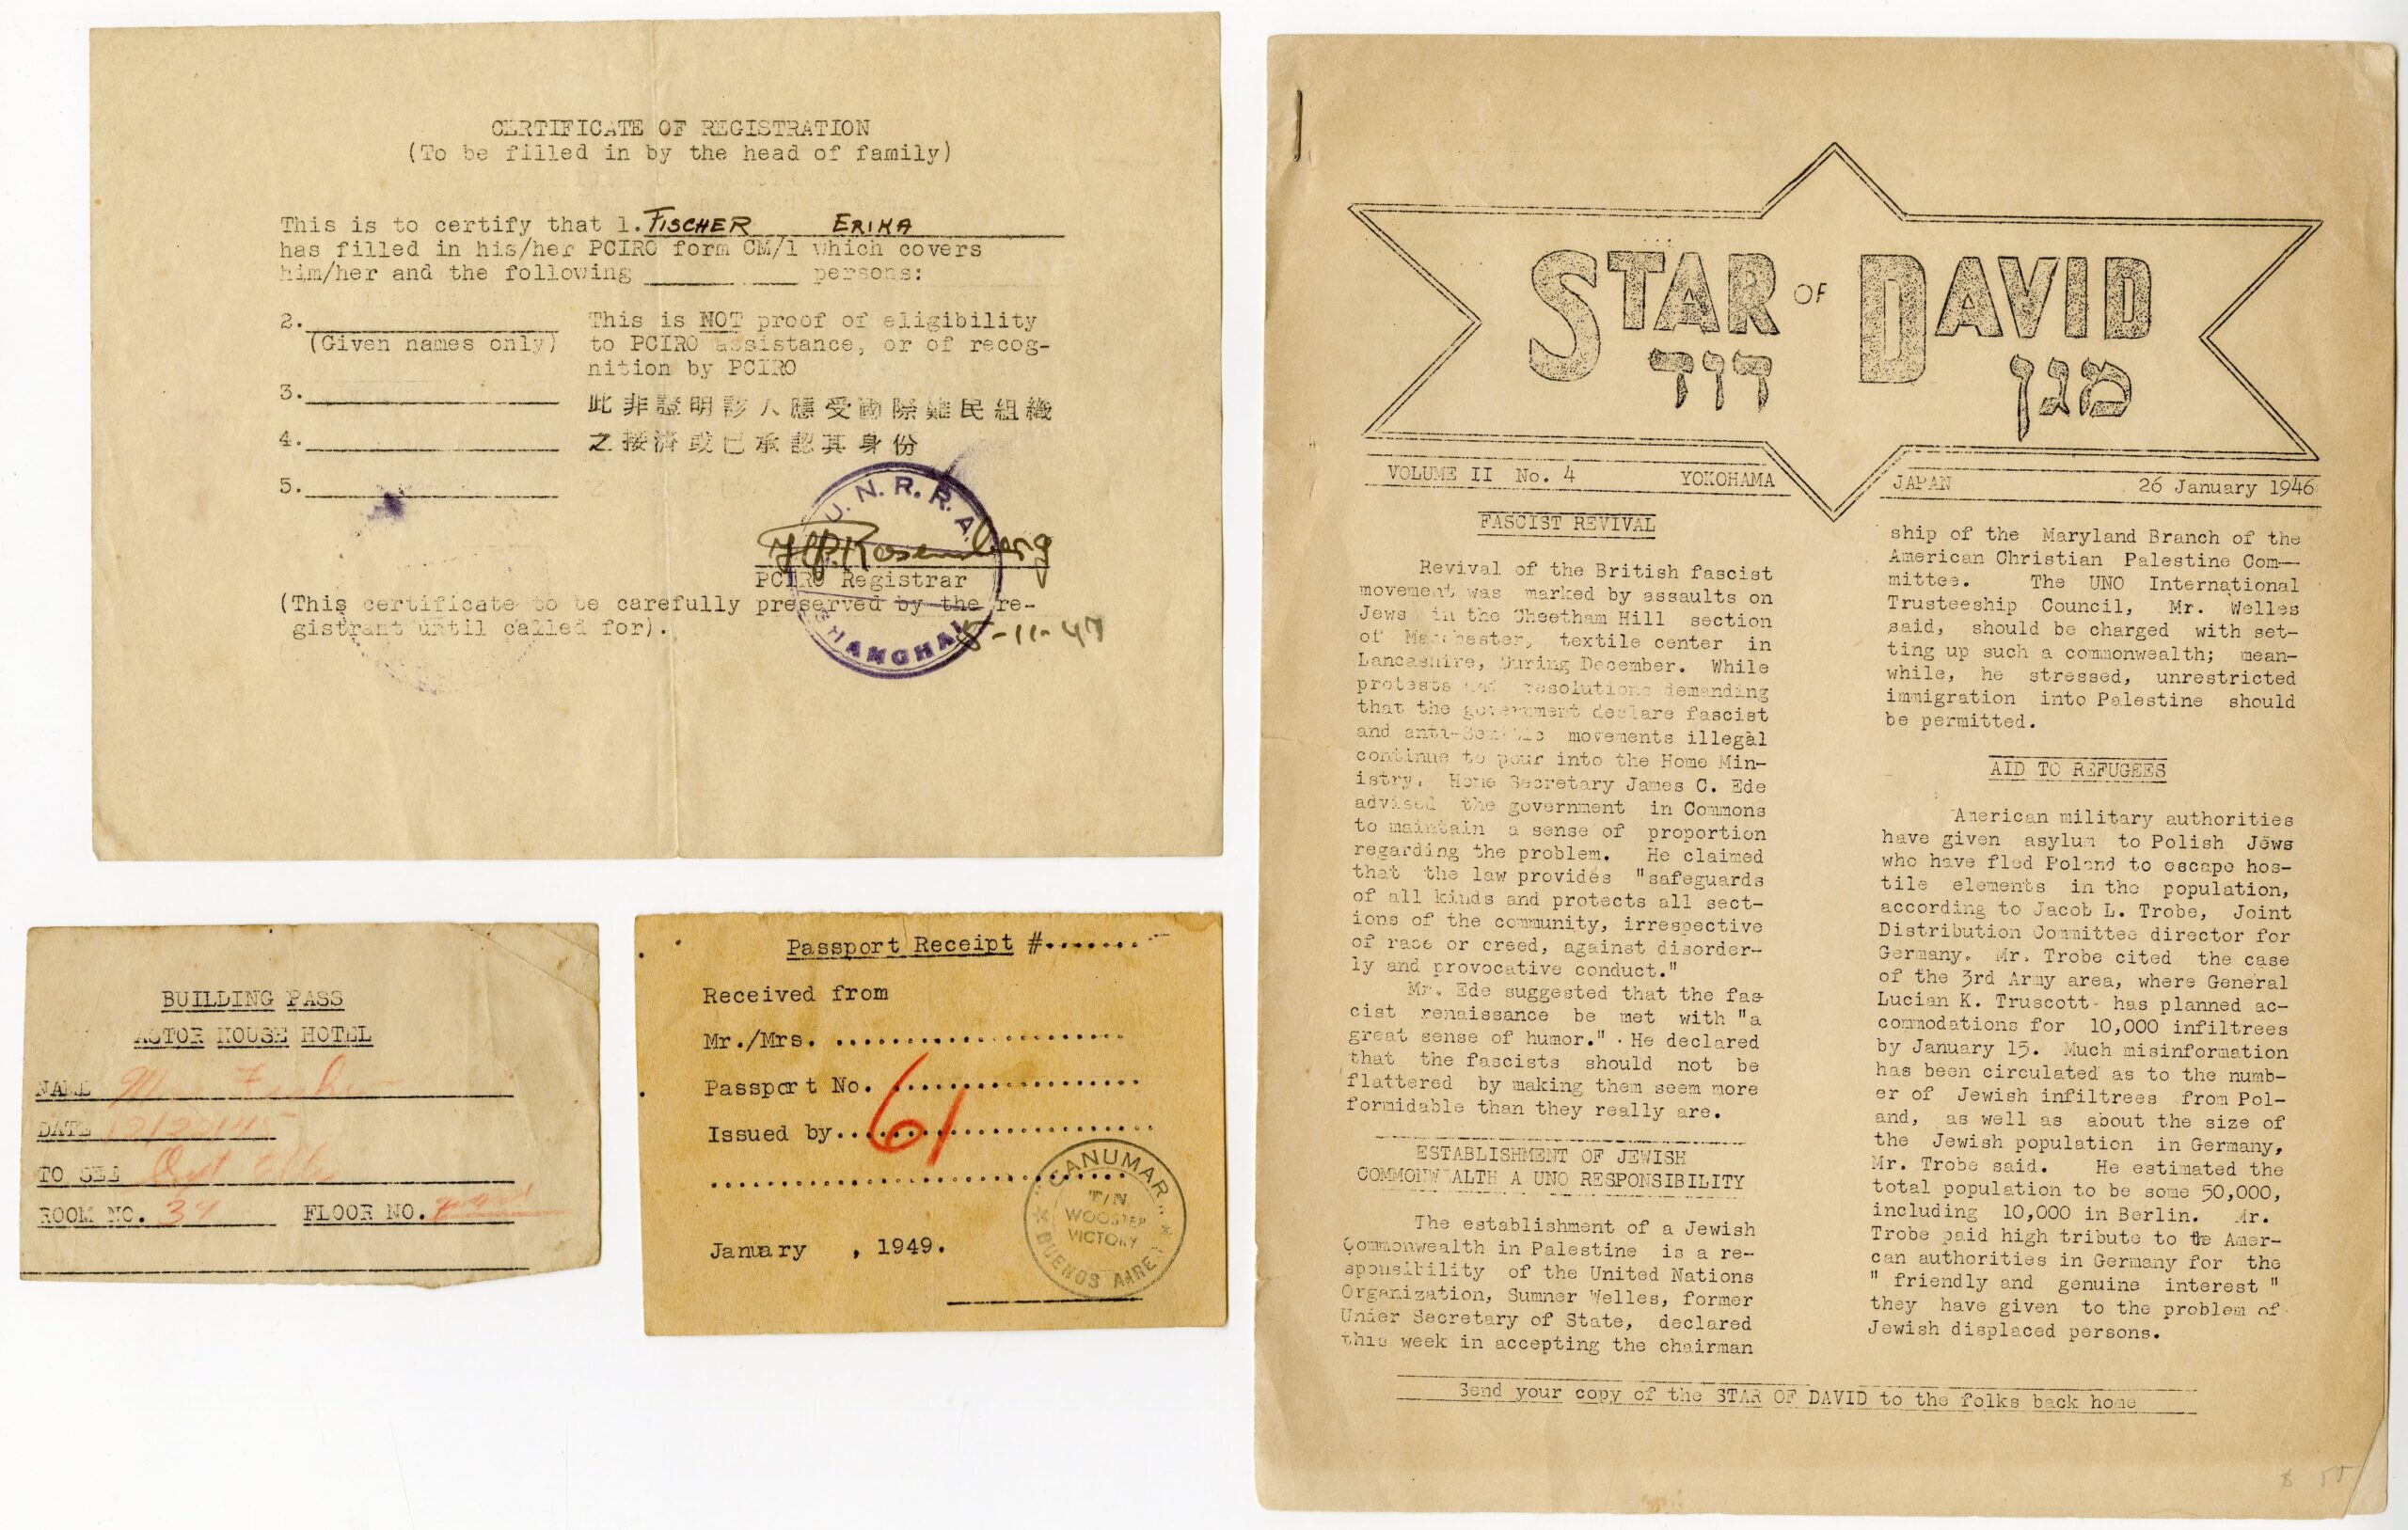 CERTIFICATE OF REGISTRATION
(To be filled in by the head of family)
This is to certify that 1. FISCHER ERIKA
has filled in his/her PCIRO form CM/1 which covers
him/her and the following persons:
2.
(Given names only)
3.
4.
5.
This is NOT proof of eligibility
to PCIRO assistance, or of recog-
nition by PCIRO
此非證明該人應受國際難民組織
之接濟或已承認其身份
U.N.R.R.A.
SHANGHAI
PCIRO Registrar
(This certificate to be carefully preserved by the re-
gistrant until called for).
-11-47
BUILDING PASS
ASTOR HOUSE HOTEL
NAME
DATE
TO SEE
ROOM NO. 34 FLOOR NO.
Passport Receipt #.......
Received from
Mr./Mrs. ....................
Passport No. ................
61
Issued by....................
January , 1949.
"CANUMAR"
T/N
WOOSTER
VICTORY
BUENOS AIRES
STAR OF DAVID
מגן דוד
VOLUME II No. 4 YOKOHAMA JAPAN 26 January 1946
FASCIST REVIVAL
Revival of the British fascist
movement was marked by assaults on
Jews in the Cheetham Hill section
of Manchester, textile center in
Lancashire, During December. While
protests and resolutions demanding
that the government declare fascist
and anti-Semitic movements illegal
continue to pour into the Home Min-
istry, Home Secretary James C. Ede
advised the government in Commons
to maintain a sense of proportion
regarding the problem. He claimed
that the law provides "safeguards
of all kinds and protects all sect-
ions of the community, irrespective
of race or creed, against disorder-
ly and provocative conduct."
Mr. Ede suggested that the fas-
cist renaissance be met with "a
great sense of humor." He declared
that the fascists should not be
flattered by making them seem more
formidable than they really are.
ESTABLISHMENT OF JEWISH
COMMONWEALTH A UNO RESPONSIBILITY
The establishment of a Jewish
Commonwealth in Palestine is a re-
sponsibility of the United Nations
Organization, Sumner Welles, former
Under Secretary of State, declared
this week in accepting the chairman
ship of the Maryland Branch of the
American Christian Palestine Com-
mittee. The UNO International
Trusteeship Council, Mr. Welles
said, should be charged with set-
ting up such a commonwealth; mean-
while, he stressed, unrestricted
immigration into Palestine should
be permitted.
AID TO REFUGEES
American military authorities
have given asylum to Polish Jews
who have fled Poland to escape hos-
tile elements in the population,
according to Jacob L. Trobe, Joint
Distribution Committee director for
Germany. Mr. Trobe cited the case
of the 3rd Army area, where General
Lucian K. Truscott has planned ac-
commodations for 10,000 infiltrees
by January 15. Much misinformation
has been circulated as to the numb-
er of Jewish infiltrees from Pol-
and, as well as about the size of
the Jewish population in Germany,
Mr. Trobe said. He estimated the
total population to be some 50,000,
including 10,000 in Berlin. Mr.
Trobe paid high tribute to the Amer-
can authorities in Germany for the
" friendly and genuine interest "
they have given to the problem of
Jewish displaced persons.
Send your copy of the STAR OF DAVID to the folks back home